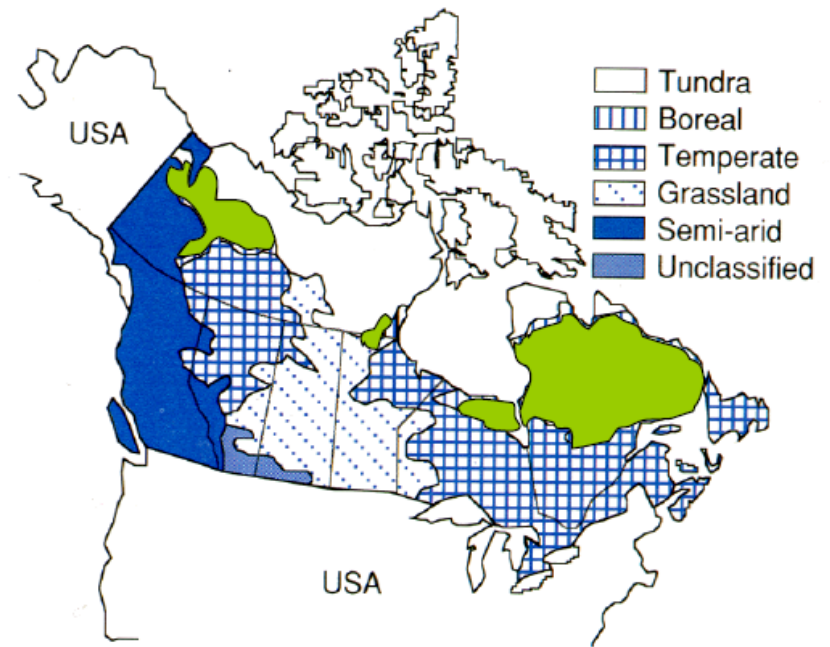 USA
Tundra
Boreal
Temperate
Grassland
Semi-arid
Unclassified
USA